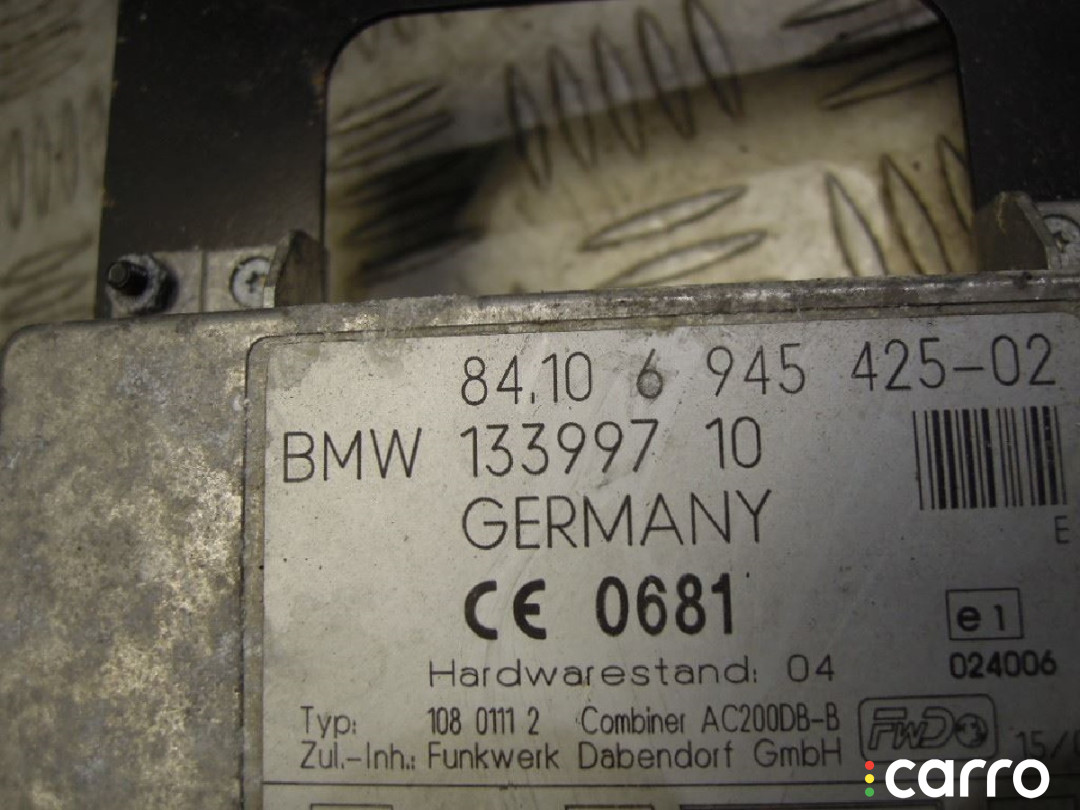 84.10 6 945 425-02
BMW 133997 10
GERMANY
E
CE 0681
e1
Hardwarestand: 04
024006
Typ: 108 0111 2 Combiner AC200DB-B
FWD
Zul.-Inh.: Funkwerk Dabendorf GmbH
15/
carro